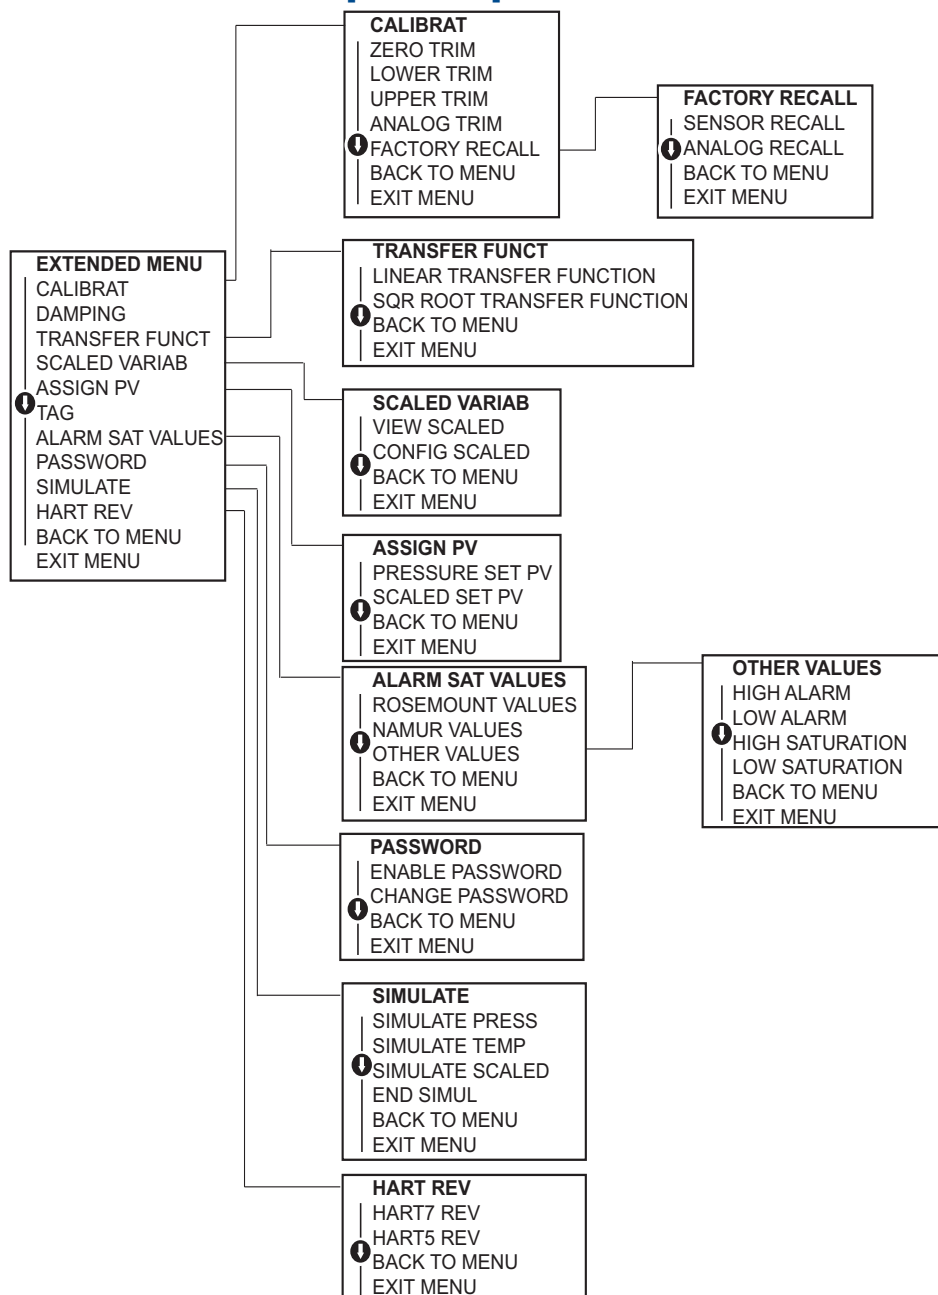 CALIBRAT
ZERO TRIM
LOWER TRIM
UPPER TRIM
ANALOG TRIM
FACTORY RECALL
BACK TO MENU
EXIT MENU
FACTORY RECALL
SENSOR RECALL
ANALOG RECALL
BACK TO MENU
EXIT MENU
EXTENDED MENU
CALIBRAT
DAMPING
TRANSFER FUNCT
SCALED VARIAB
ASSIGN PV
TAG
ALARM SAT VALUES
PASSWORD
SIMULATE
HART REV
BACK TO MENU
EXIT MENU
TRANSFER FUNCT
LINEAR TRANSFER FUNCTION
SQR ROOT TRANSFER FUNCTION
BACK TO MENU
EXIT MENU
SCALED VARIAB
VIEW SCALED
CONFIG SCALED
BACK TO MENU
EXIT MENU
ASSIGN PV
PRESSURE SET PV
SCALED SET PV
BACK TO MENU
EXIT MENU
ALARM SAT VALUES
ROSEMOUNT VALUES
NAMUR VALUES
OTHER VALUES
BACK TO MENU
EXIT MENU
OTHER VALUES
HIGH ALARM
LOW ALARM
HIGH SATURATION
LOW SATURATION
BACK TO MENU
EXIT MENU
PASSWORD
ENABLE PASSWORD
CHANGE PASSWORD
BACK TO MENU
EXIT MENU
SIMULATE
SIMULATE PRESS
SIMULATE TEMP
SIMULATE SCALED
END SIMUL
BACK TO MENU
EXIT MENU
HART REV
HART7 REV
HART5 REV
BACK TO MENU
EXIT MENU